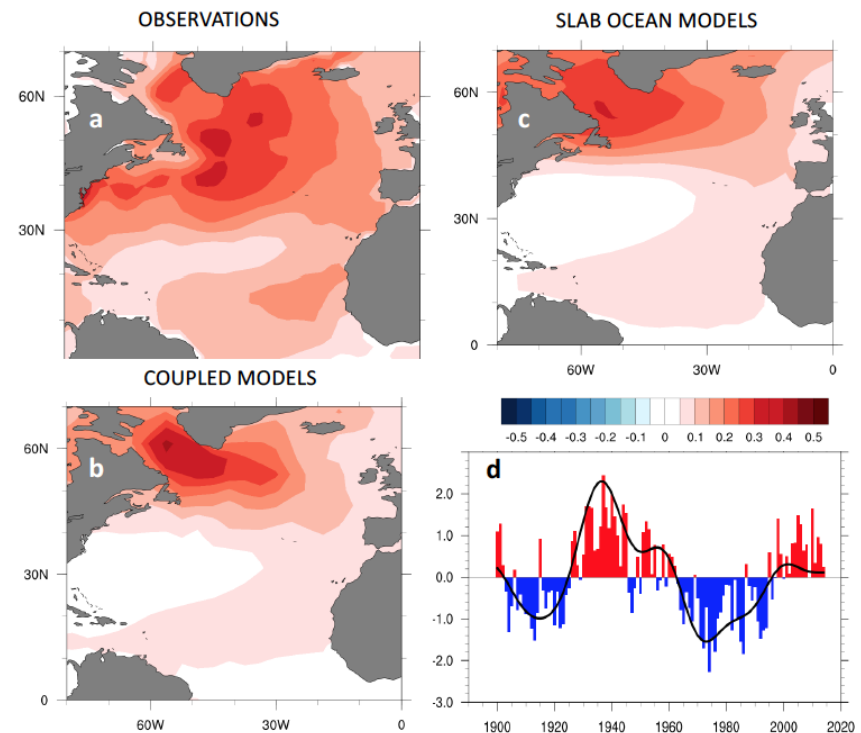 OBSERVATIONS
SLAB OCEAN MODELS
60N
a
30N
60N
c
30N
0
60W
30W
0
COUPLED MODELS
60N
b
30N
0
60W
30W
0
-0.5 -0.4 -0.3 -0.2 -0.1 0 0.1 0.2 0.3 0.4 0.5
d
2.0
1.0
0.0
-1.0
-2.0
-3.0
1900 1920 1940 1960 1980 2000 2020